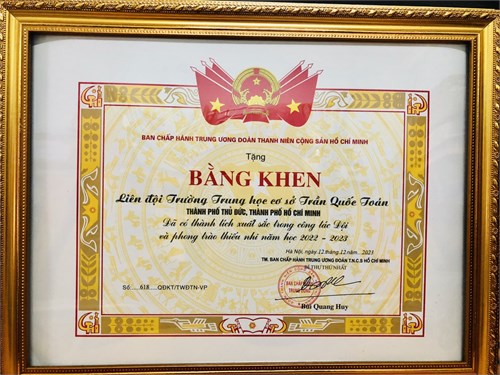 BAN CHẤP HÀNH TRUNG ƯƠNG ĐOÀN THANH NIÊN CỘNG SẢN HỒ CHÍ MINH
Tặng
BẰNG KHEN
Liên đội Trường Trung học cơ sở Trần Quốc Toản
THÀNH PHỐ THỦ ĐỨC, THÀNH PHỐ HỒ CHÍ MINH
Đã có thành tích xuất sắc trong công tác Đội
và phong trào thiếu nhi năm học 2022 - 2023
Hà Nội, ngày 12 tháng 12 năm 2023
TM. BAN CHẤP HÀNH TRUNG ƯƠNG ĐOÀN T.N.C.S HỒ CHÍ MINH
BÍ THƯ THỨ NHẤT
BAN CHẤP
TRUNG
Số ....618.....QĐKT/TWĐTN-VP
Bùi Quang Huy